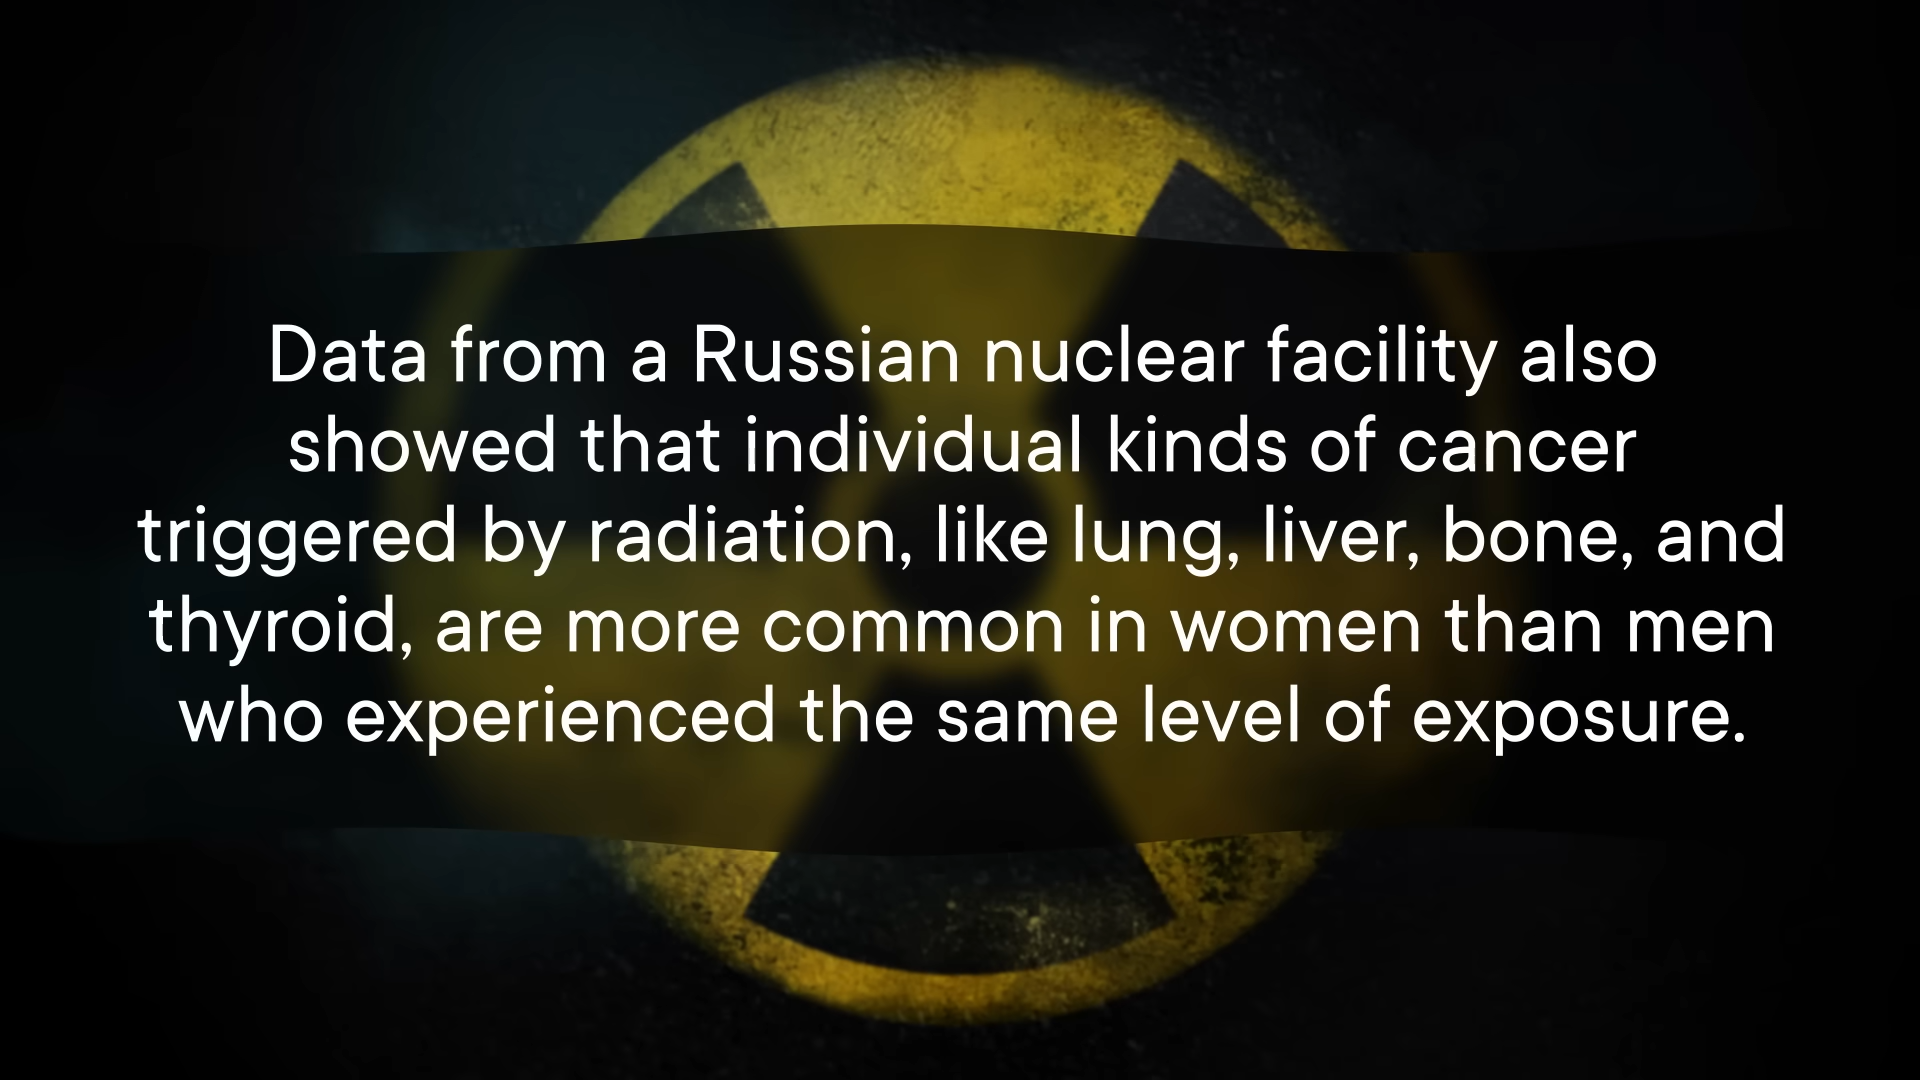 Data from a Russian nuclear facility also
showed that individual kinds of cancer
triggered by radiation, like lung, liver, bone, and
thyroid, are more common in women than men
who experienced the same level of exposure.